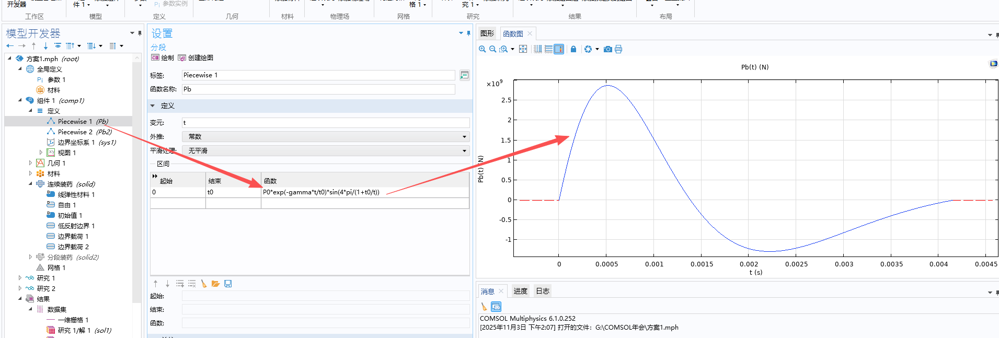 开发器
件 1
Pi 参数实例
格 1
究 1
工作区
模型
定义
几何
材料
物理场
网格
研究
结果
布局
模型开发器
方案1.mph (root)
全局定义
Pi 参数 1
材料
组件 1 (comp1)
定义
Piecewise 1 (Pb)
Piecewise 2 (Pb2)
边界坐标系 1 (sys1)
视图 1
几何 1
材料
连续装药 (solid)
线弹性材料 1
自由 1
初始值 1
低反射边界 1
边界载荷 1
边界载荷 2
分段装药 (solid2)
网格 1
研究 1
研究 2
结果
数据集
一维栅格 1
研究 1/解 1 (sol1)
设置
分段
绘制 创建绘图
标签: Piecewise 1
函数名称: Pb
定义
变元: t
外推: 常数
平滑处理: 无平滑
区间
起始 结束 函数
0 t0 P0*exp(-gamma*t/t0)*sin(4*pi/(1+t0/t))
起始:
结束:
函数:
图形 函数图
Pb(t) (N)
×10⁹
2.5
2
1.5
1
0.5
0
-0.5
-1
Pb(t) (N)
0 0.0005 0.001 0.0015 0.002 0.0025 0.003 0.0035 0.004 0.0045
t (s)
消息 进度 日志
COMSOL Multiphysics 6.1.0.252
[2025年11月3日 下午2:07] 打开的文件: G:\COMSOL年会\方案1.mph